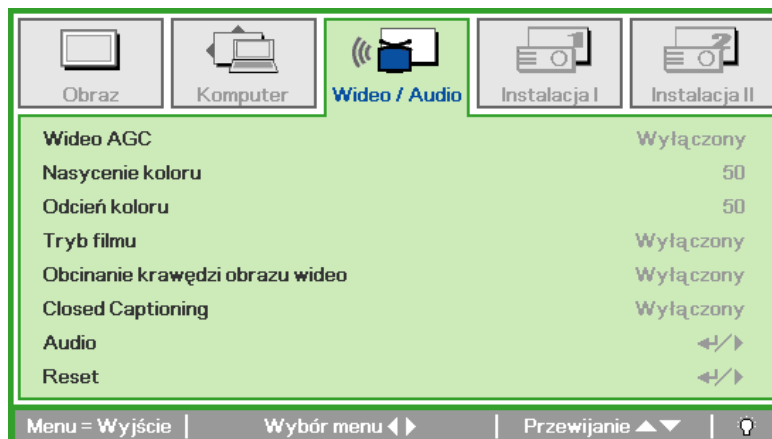 Obraz Komputer Wideo / Audio Instalacja I Instalacja II
Wideo AGC Wyłączony
Nasycenie koloru 50
Odcień koloru 50
Tryb filmu Wyłączony
Obcinanie krawędzi obrazu wideo Wyłączony
Closed Captioning Wyłączony
Audio
Reset
Menu = Wyjście | Wybór menu | Przewijanie |